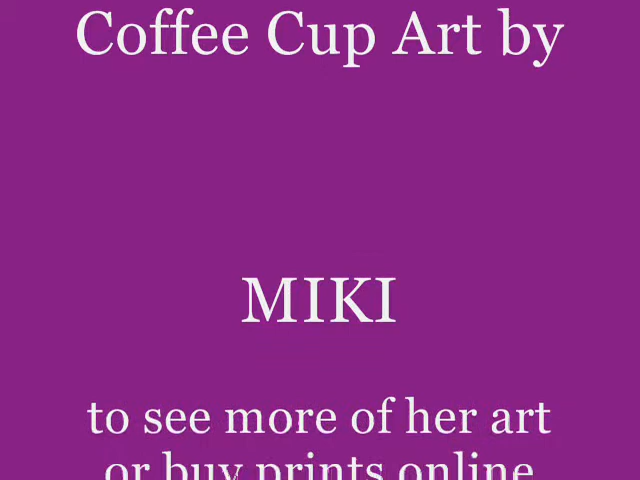 Coffee Cup Art by
MIKI
to see more of her art
or buy prints online